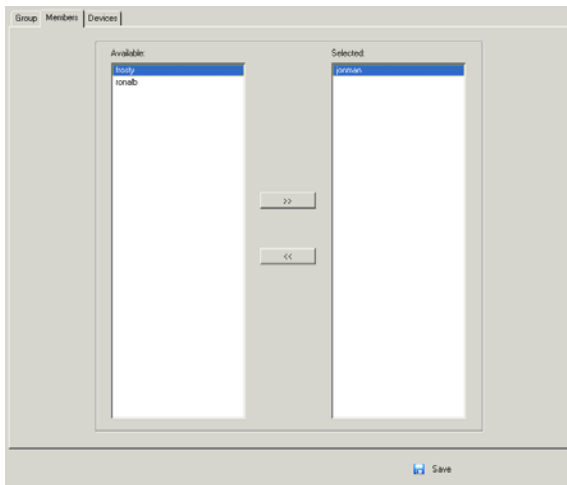 Group Members Devices
Available: Selected:
frosty jonman
ronalb
>>
<<
Save